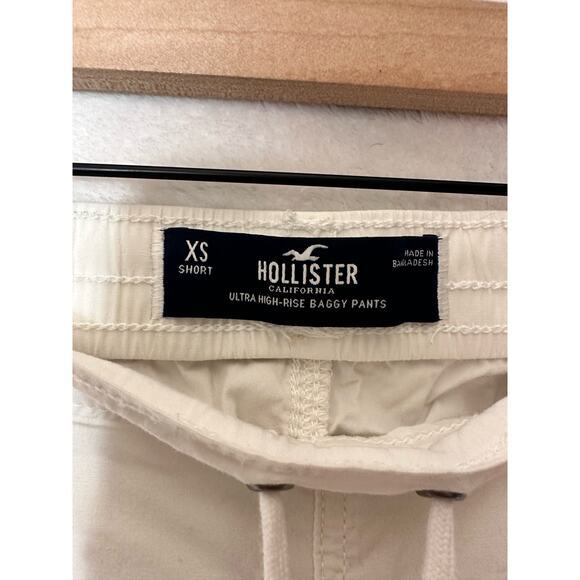 XS
SHORT
HOLLISTER
CALIFORNIA
ULTRA HIGH-RISE BAGGY PANTS
MADE IN
BANGLADESH